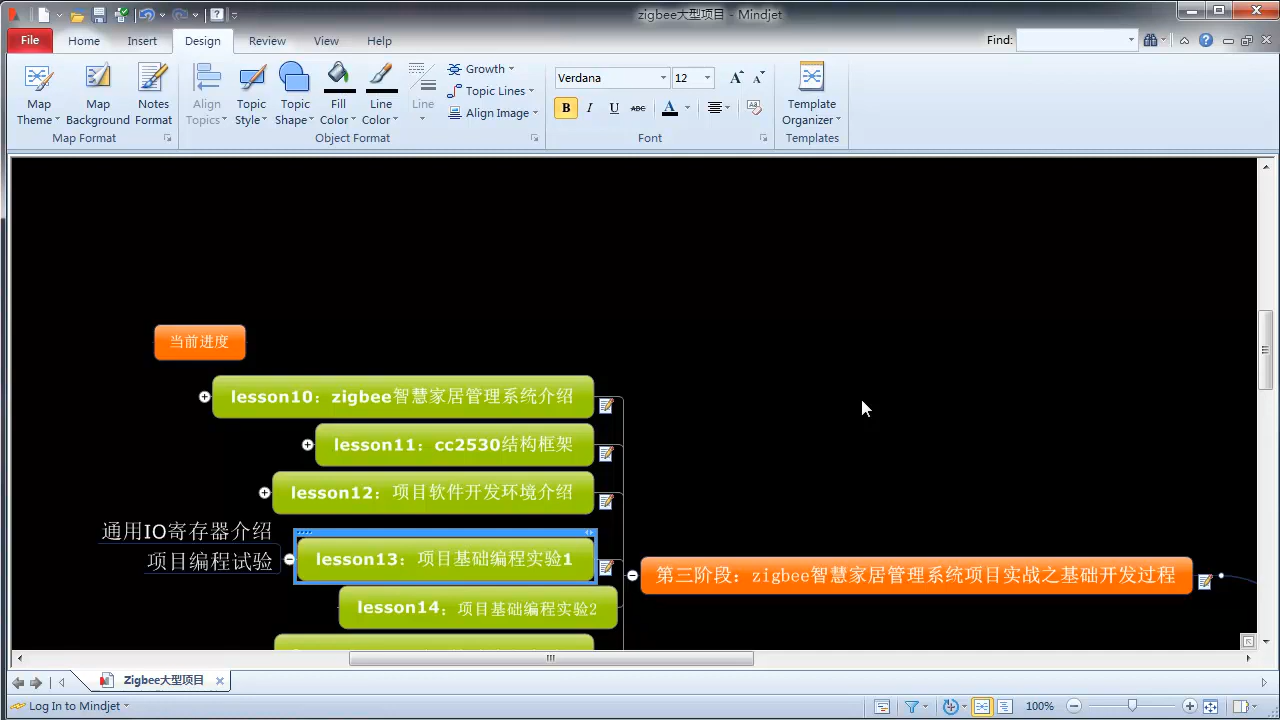 zigbee大型项目 - Mindjet
File
Home
Insert
Design
Review
View
Help
Find:
Map Theme
Map Background
Notes Format
Map Format
Align Topics
Topic Style
Topic Shape
Fill Color
Line Color
Line
Growth
Topic Lines
Align Image
Object Format
Verdana
12
B I U ABC A
Font
Template Organizer
Templates
当前进度
lesson10：zigbee智慧家居管理系统介绍
lesson11：cc2530结构框架
lesson12：项目软件开发环境介绍
通用IO寄存器介绍
项目编程试验
lesson13：项目基础编程实验1
lesson14：项目基础编程实验2
第三阶段：zigbee智慧家居管理系统项目实战之基础开发过程
Zigbee大型项目
Log In to Mindjet
100%